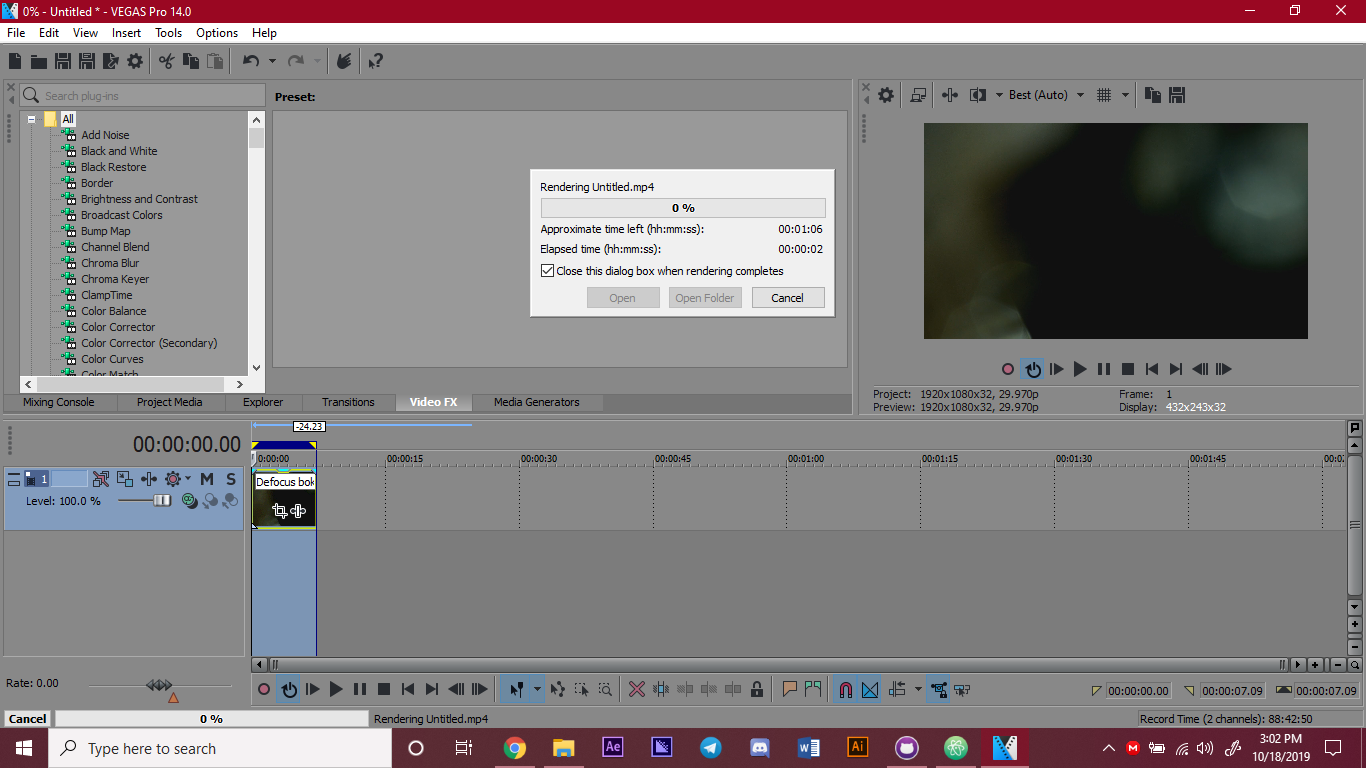 0% - Untitled * - VEGAS Pro 14.0
File Edit View Insert Tools Options Help
Search plug-ins
Preset:
All
Add Noise
Black and White
Black Restore
Border
Brightness and Contrast
Broadcast Colors
Bump Map
Channel Blend
Chroma Blur
Chroma Keyer
ClampTime
Color Balance
Color Corrector
Color Corrector (Secondary)
Color Curves
Color Match
Rendering Untitled.mp4
0 %
Approximate time left (hh:mm:ss): 00:01:06
Elapsed time (hh:mm:ss): 00:00:02
Close this dialog box when rendering completes
Open Open Folder Cancel
Best (Auto)
Project: 1920x1080x32, 29.970p Frame: 1
Preview: 1920x1080x32, 29.970p Display: 432x243x32
Mixing Console Project Media Explorer Transitions Video FX Media Generators
-24.23
00:00:00.00
0:00:00 00:00:15 00:00:30 00:00:45 00:01:00 00:01:15 00:01:30 00:01:45 00:0
1 M S
Level: 100.0 %
Defocus bok
Rate: 0.00
00:00:00.00 00:00:07.09 00:00:07.09
Cancel 0 % Rendering Untitled.mp4 Record Time (2 channels): 88:42:50
Type here to search
Ae
Ai
3:02 PM
10/18/2019